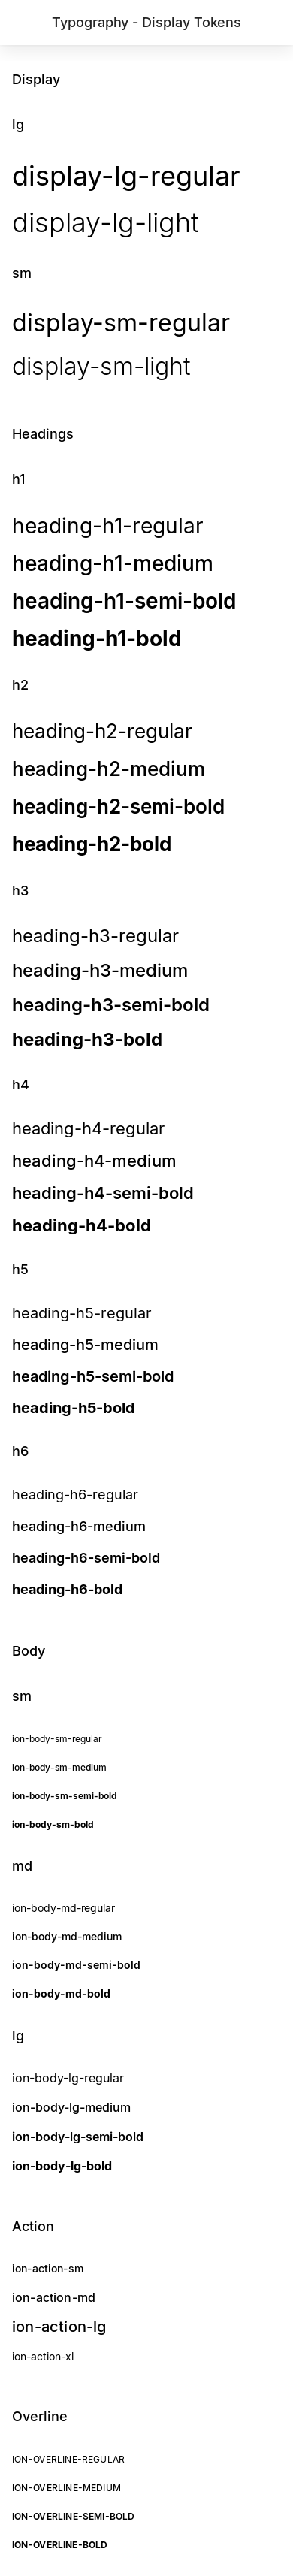 Typography - Display Tokens
Display
lg
display-lg-regular
display-lg-light
sm
display-sm-regular
display-sm-light
Headings
h1
heading-h1-regular
heading-h1-medium
heading-h1-semi-bold
heading-h1-bold
h2
heading-h2-regular
heading-h2-medium
heading-h2-semi-bold
heading-h2-bold
h3
heading-h3-regular
heading-h3-medium
heading-h3-semi-bold
heading-h3-bold
h4
heading-h4-regular
heading-h4-medium
heading-h4-semi-bold
heading-h4-bold
h5
heading-h5-regular
heading-h5-medium
heading-h5-semi-bold
heading-h5-bold
h6
heading-h6-regular
heading-h6-medium
heading-h6-semi-bold
heading-h6-bold
Body
sm
ion-body-sm-regular
ion-body-sm-medium
ion-body-sm-semi-bold
ion-body-sm-bold
md
ion-body-md-regular
ion-body-md-medium
ion-body-md-semi-bold
ion-body-md-bold
lg
ion-body-lg-regular
ion-body-lg-medium
ion-body-lg-semi-bold
ion-body-lg-bold
Action
ion-action-sm
ion-action-md
ion-action-lg
ion-action-xl
Overline
ION-OVERLINE-REGULAR
ION-OVERLINE-MEDIUM
ION-OVERLINE-SEMI-BOLD
ION-OVERLINE-BOLD